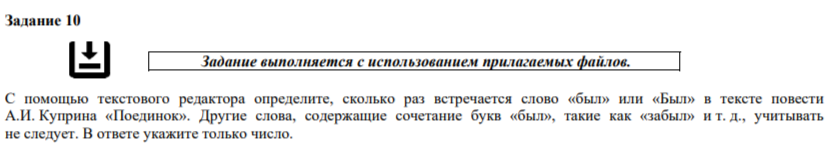 Задание 10
Задание выполняется с использованием прилагаемых файлов.
С помощью текстового редактора определите, сколько раз встречается слово «был» или «Был» в тексте повести
А.И. Куприна «Поединок». Другие слова, содержащие сочетание букв «был», такие как «забыл» и т. д., учитывать
не следует. В ответе укажите только число.